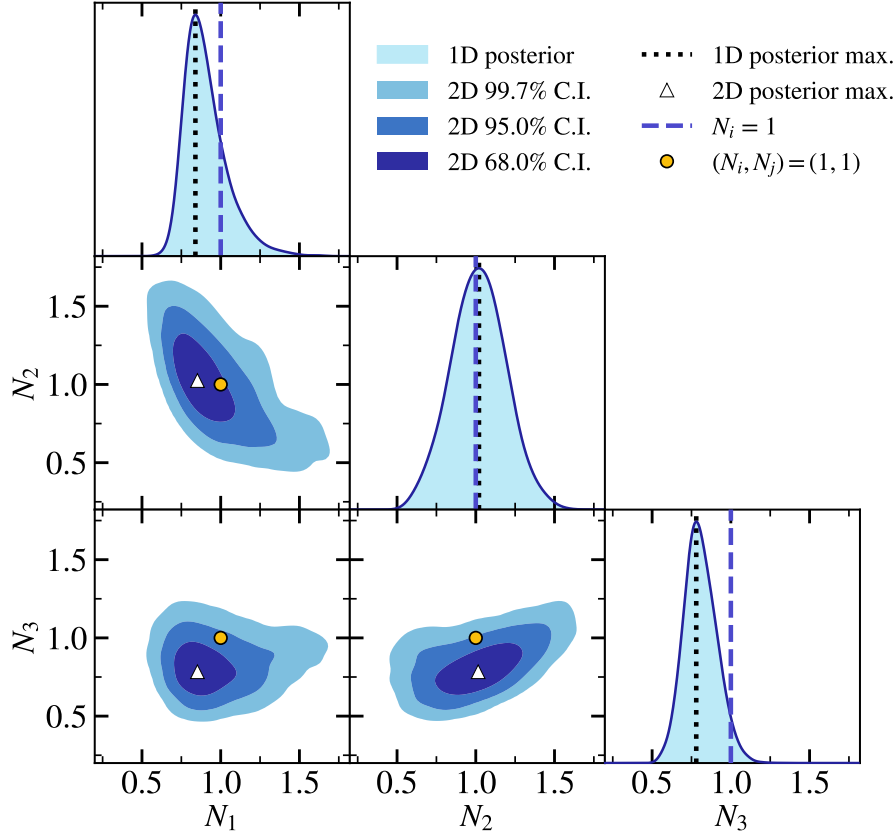 1D posterior
2D 99.7% C.I.
2D 95.0% C.I.
2D 68.0% C.I.
1D posterior max.
2D posterior max.
N_i = 1
(N_i, N_j) = (1, 1)
N_2
1.5
1.0
0.5
N_3
1.5
1.0
0.5
0.5 1.0 1.5
0.5 1.0 1.5
0.5 1.0 1.5
N_1
N_2
N_3